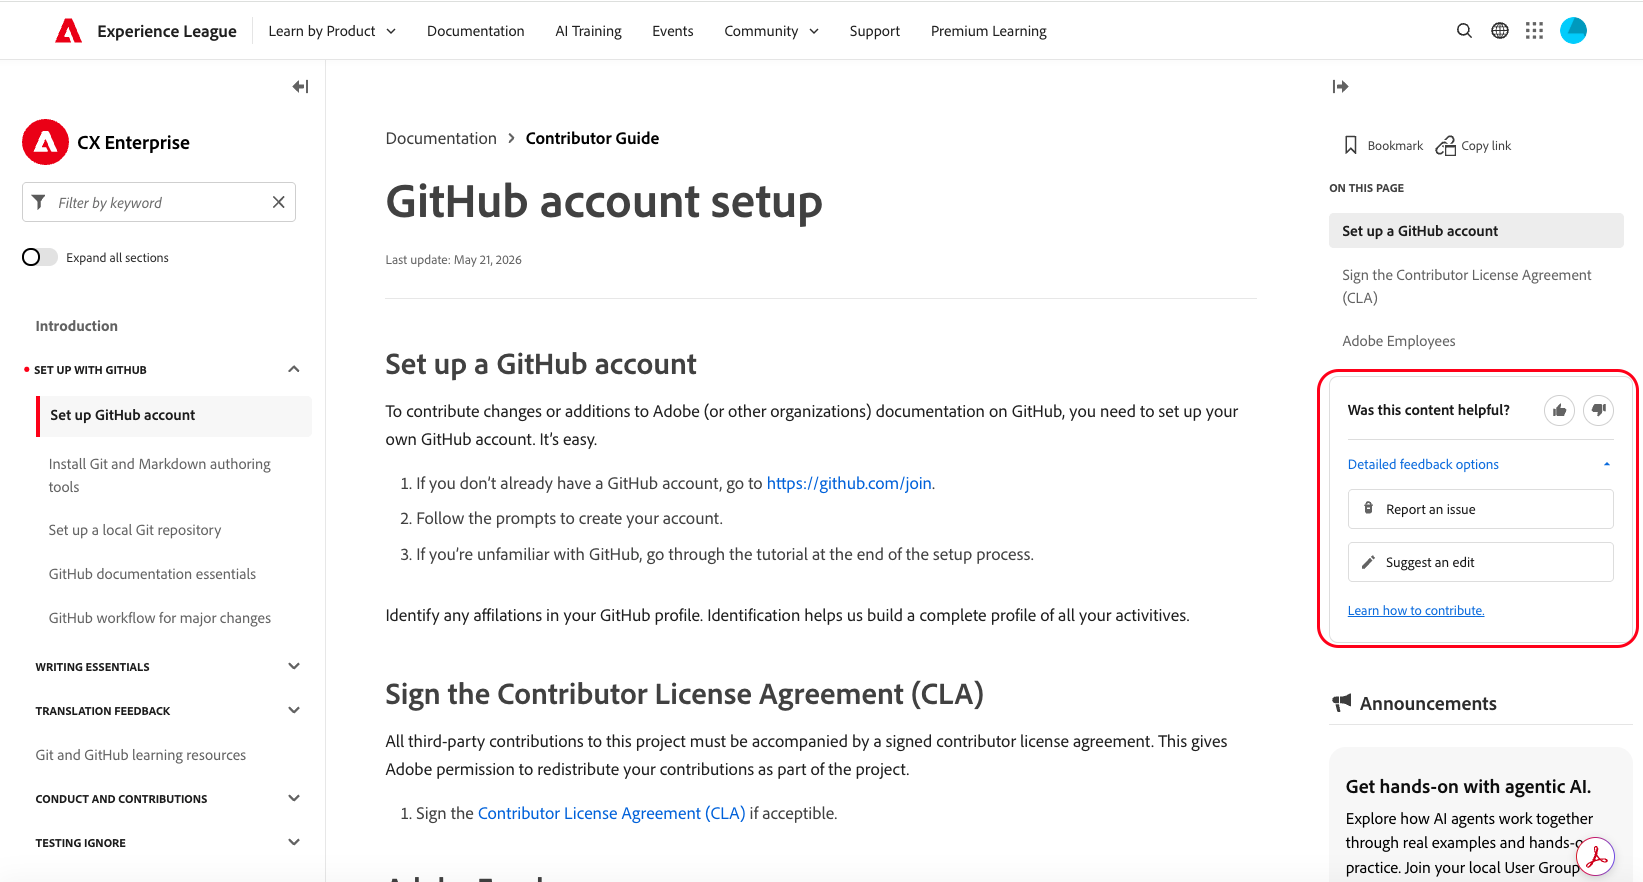 Experience League
Learn by Product
Documentation
AI Training
Events
Community
Support
Premium Learning
CX Enterprise
Filter by keyword
Expand all sections
Introduction
SET UP WITH GITHUB
Set up GitHub account
Install Git and Markdown authoring
tools
Set up a local Git repository
GitHub documentation essentials
GitHub workflow for major changes
WRITING ESSENTIALS
TRANSLATION FEEDBACK
Git and GitHub learning resources
CONDUCT AND CONTRIBUTIONS
TESTING IGNORE
Documentation > Contributor Guide
GitHub account setup
Last update: May 21, 2026
Set up a GitHub account
To contribute changes or additions to Adobe (or other organizations) documentation on GitHub, you need to set up your
own GitHub account. It’s easy.
1. If you don’t already have a GitHub account, go to https://github.com/join.
2. Follow the prompts to create your account.
3. If you’re unfamiliar with GitHub, go through the tutorial at the end of the setup process.
Identify any affilations in your GitHub profile. Identification helps us build a complete profile of all your activitives.
Sign the Contributor License Agreement (CLA)
All third-party contributions to this project must be accompanied by a signed contributor license agreement. This gives
Adobe permission to redistribute your contributions as part of the project.
1. Sign the Contributor License Agreement (CLA) if acceptible.
Bookmark
Copy link
ON THIS PAGE
Set up a GitHub account
Sign the Contributor License Agreement
(CLA)
Adobe Employees
Was this content helpful?
Detailed feedback options
Report an issue
Suggest an edit
Learn how to contribute.
Announcements
Get hands-on with agentic AI.
Explore how AI agents work together
through real examples and
practice. Join your local User Group